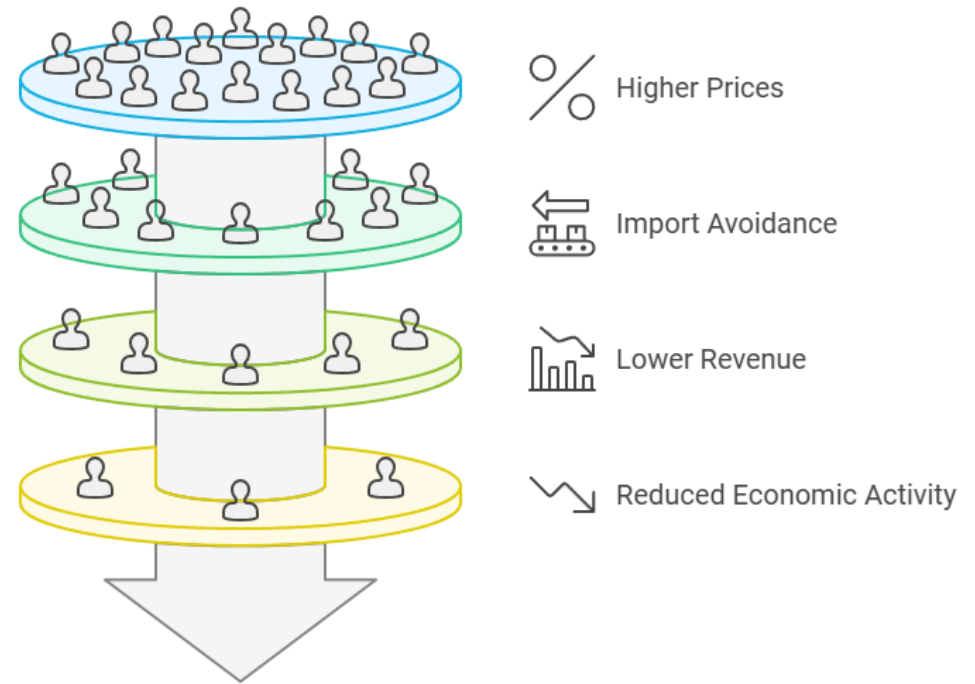 Higher Prices
Import Avoidance
Lower Revenue
Reduced Economic Activity